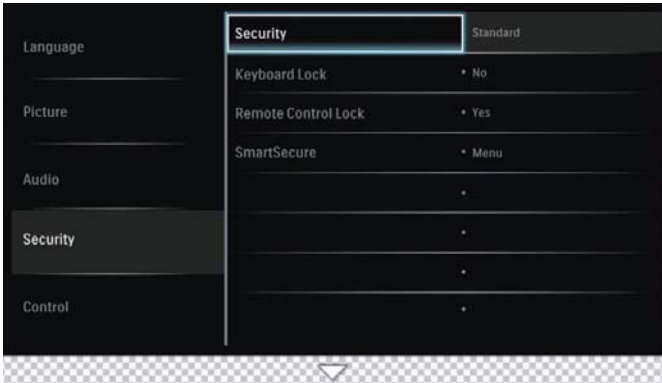 Language
Picture
Audio
Security
Control
Security Standard
Keyboard Lock • No
Remote Control Lock • Yes
SmartSecure • Menu
•
•
•
•